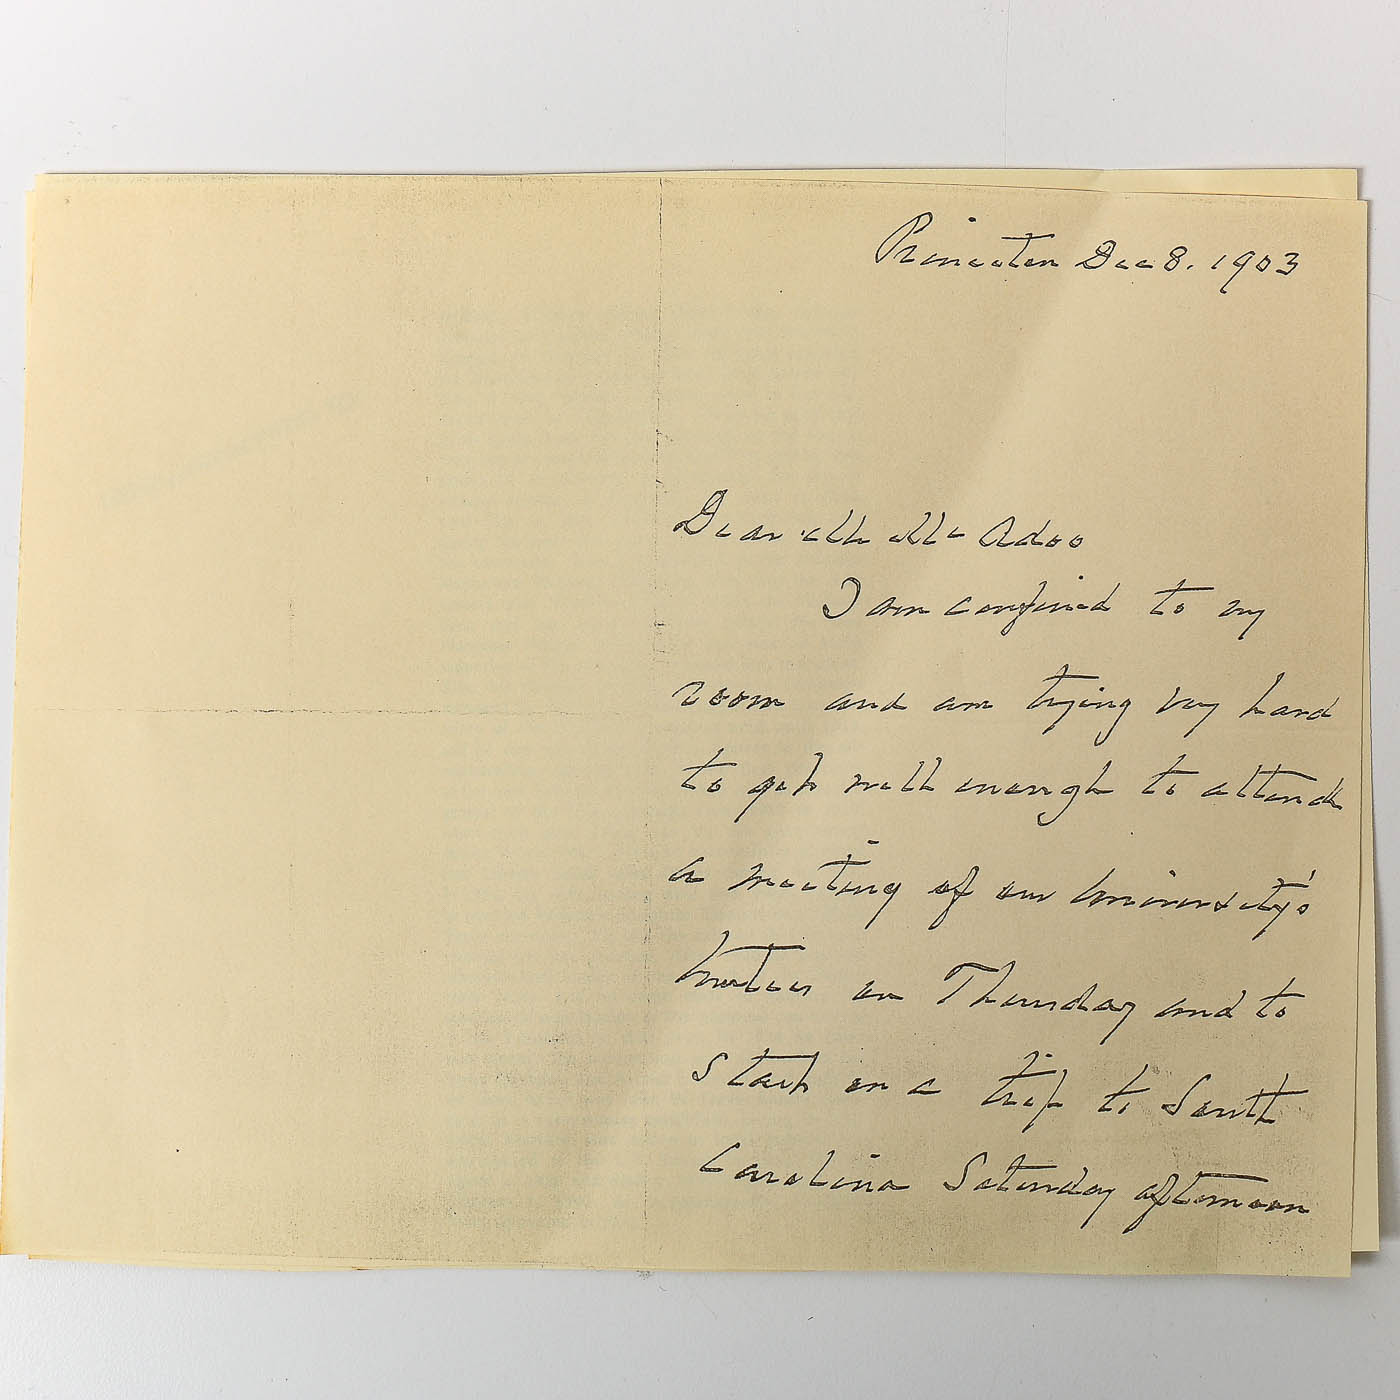 Princeton Dec 8. 1903
Dear Mr McAdoo
I am confined to my
room and am trying very hard
to get well enough to attend
a meeting of our University's
trustees on Thursday and to
start on a trip to South
Carolina Saturday afternoon